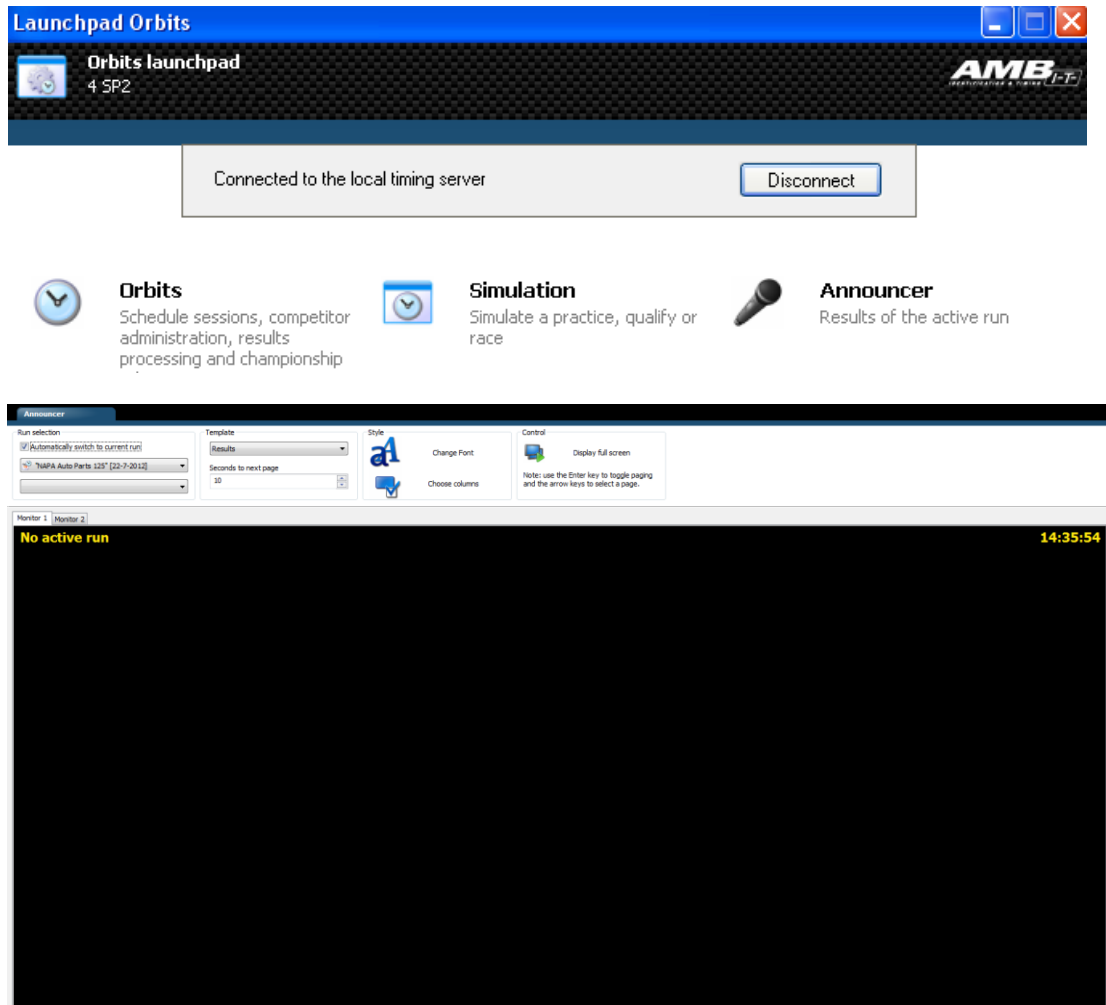 Launchpad Orbits
Orbits launchpad
4 SP2
AMB I-T-
IDENTIFICATION & TIMING
Connected to the local timing server
Disconnect
Orbits
Schedule sessions, competitor
administration, results
processing and championship
Simulation
Simulate a practice, qualify or
race
Announcer
Results of the active run
Announcer
Run selection
Automatically switch to current run
"NAPA Auto Parts 125" [22-7-2012]
Template
Results
Seconds to next page
10
Style
Change Font
Choose columns
Control
Display full screen
Note: use the Enter key to toggle paging
and the arrow keys to select a page.
Monitor 1 Monitor 2
No active run 14:35:54